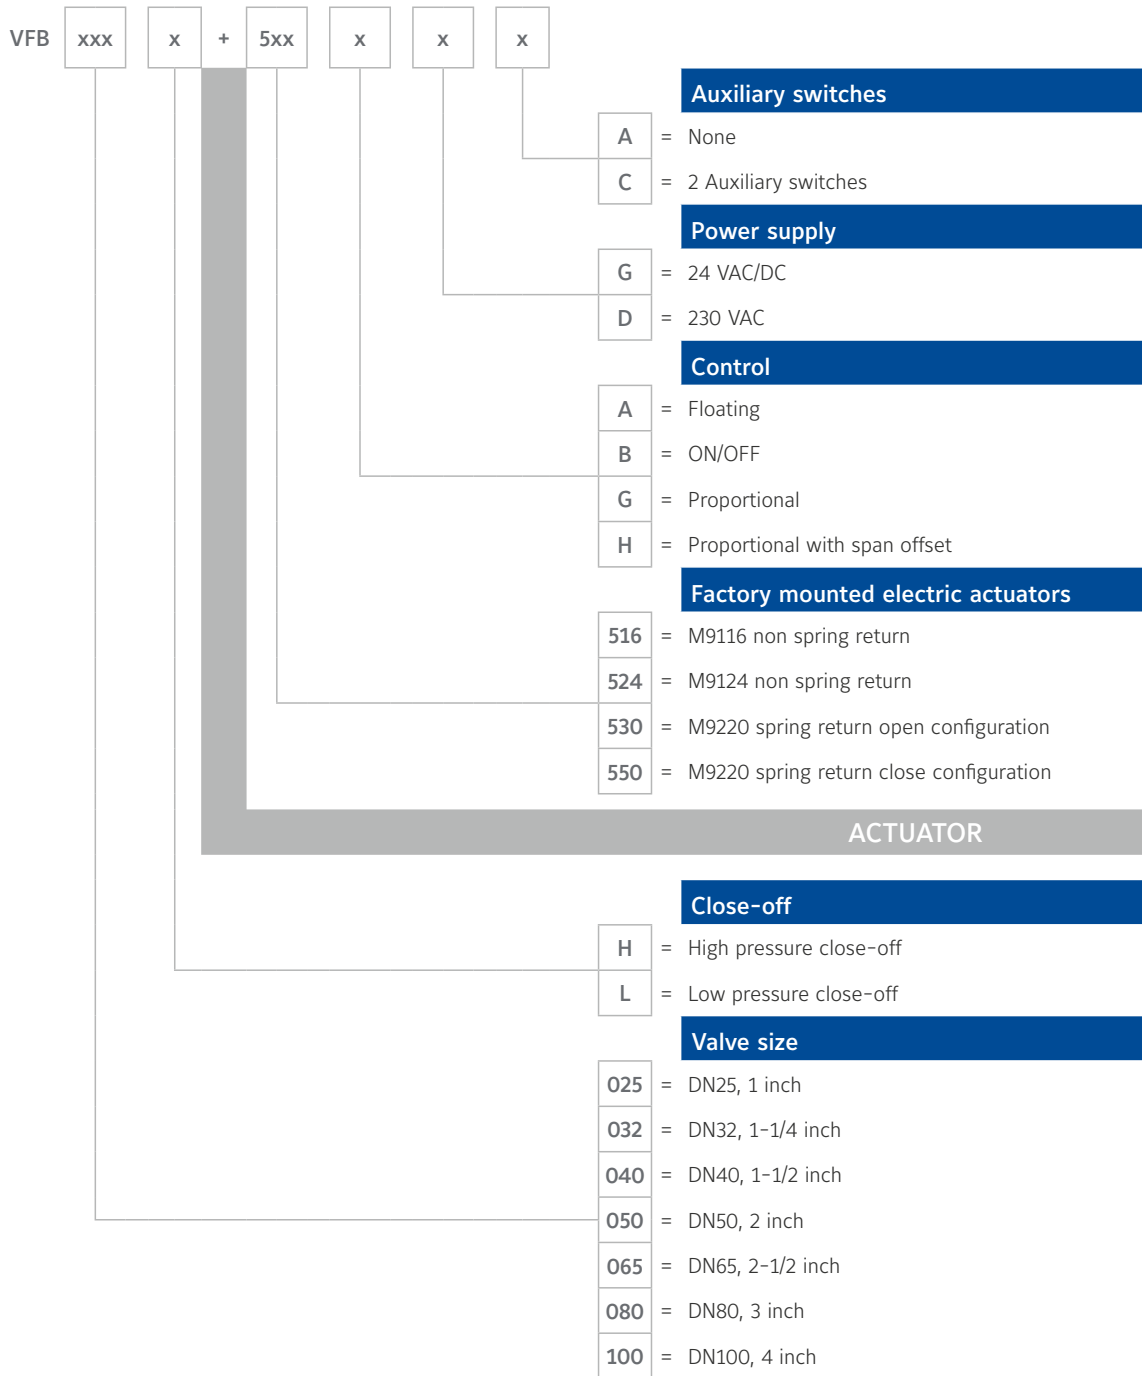 VFB xxx x + 5xx x x x
Auxiliary switches
A = None
C = 2 Auxiliary switches
Power supply
G = 24 VAC/DC
D = 230 VAC
Control
A = Floating
B = ON/OFF
G = Proportional
H = Proportional with span offset
Factory mounted electric actuators
516 = M9116 non spring return
524 = M9124 non spring return
530 = M9220 spring return open configuration
550 = M9220 spring return close configuration
ACTUATOR
Close-off
H = High pressure close-off
L = Low pressure close-off
Valve size
025 = DN25, 1 inch
032 = DN32, 1-1/4 inch
040 = DN40, 1-1/2 inch
050 = DN50, 2 inch
065 = DN65, 2-1/2 inch
080 = DN80, 3 inch
100 = DN100, 4 inch